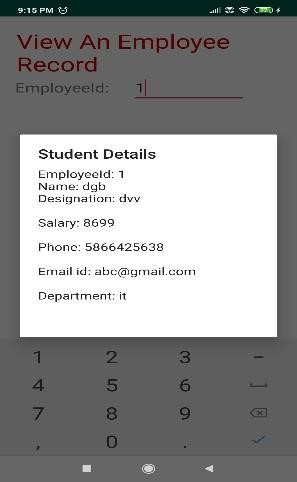 9:15 PM
View An Employee
Record
EmployeeId: 1
Student Details
EmployeeId: 1
Name: dgb
Designation: dvv
Salary: 8699
Phone: 5866425638
Email id: abc@gmail.com
Department: it
1 2 3 -
4 5 6
7 8 9
, 0 .